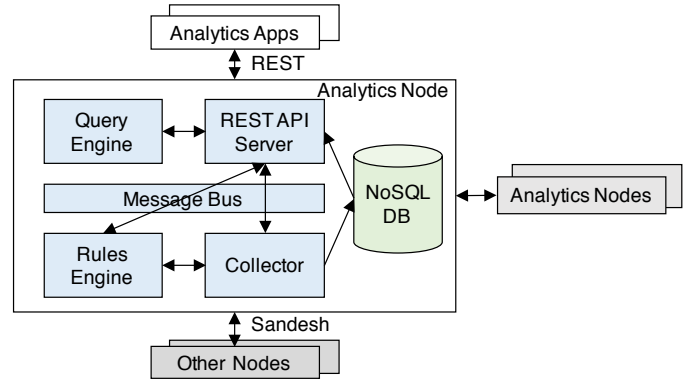 Analytics Apps
REST
Analytics Node
Query
Engine
REST API
Server
Message Bus
NoSQL
DB
Analytics Nodes
Rules
Engine
Collector
Sandesh
Other Nodes